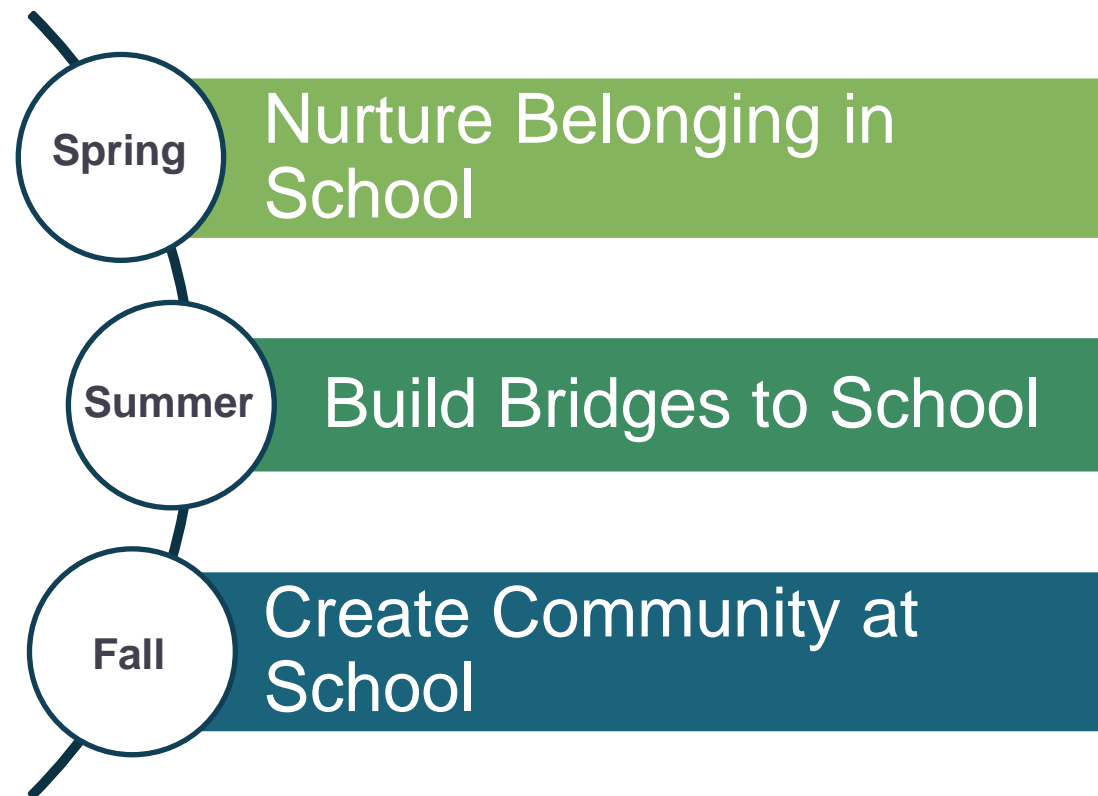 Spring
Nurture Belonging in
School
Summer
Build Bridges to School
Fall
Create Community at
School